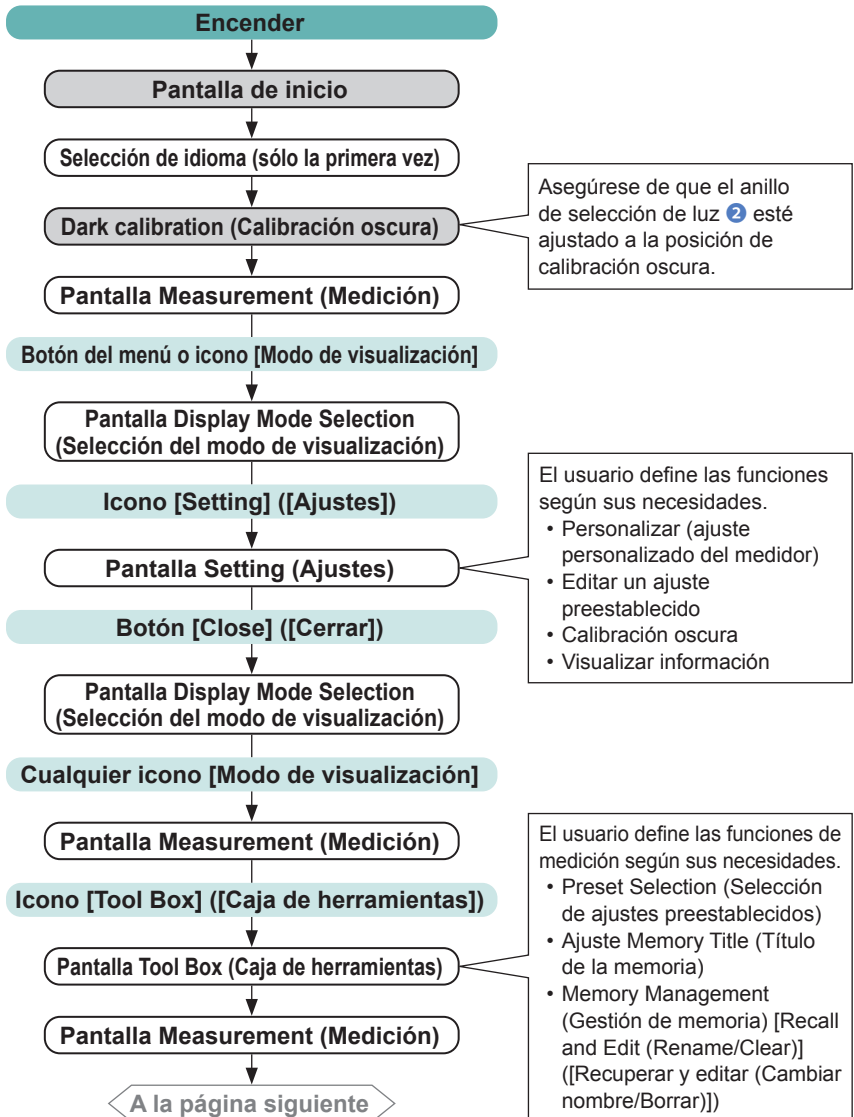 Encender
Pantalla de inicio
Selección de idioma (sólo la primera vez)
Dark calibration (Calibración oscura)
Asegúrese de que el anillo
de selección de luz ❷ esté
ajustado a la posición de
calibración oscura.
Pantalla Measurement (Medición)
Botón del menú o icono [Modo de visualización]
Pantalla Display Mode Selection
(Selección del modo de visualización)
Icono [Setting] ([Ajustes])
Pantalla Setting (Ajustes)
El usuario define las funciones
según sus necesidades.
• Personalizar (ajuste
personalizado del medidor)
• Editar un ajuste
preestablecido
• Calibración oscura
• Visualizar información
Botón [Close] ([Cerrar])
Pantalla Display Mode Selection
(Selección del modo de visualización)
Cualquier icono [Modo de visualización]
Pantalla Measurement (Medición)
Icono [Tool Box] ([Caja de herramientas])
Pantalla Tool Box (Caja de herramientas)
El usuario define las funciones de
medición según sus necesidades.
• Preset Selection (Selección
de ajustes preestablecidos)
• Ajuste Memory Title (Título
de la memoria)
• Memory Management
(Gestión de memoria) [Recall
and Edit (Rename/Clear)]
([Recuperar y editar (Cambiar
nombre/Borrar)])
Pantalla Measurement (Medición)
A la página siguiente